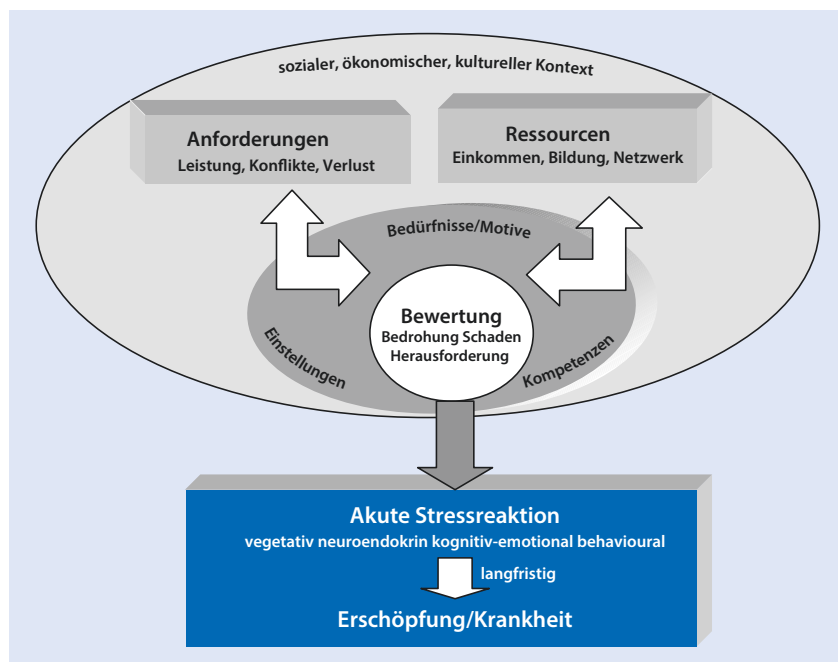 sozialer, ökonomischer, kultureller Kontext
Anforderungen
Leistung, Konflikte, Verlust
Ressourcen
Einkommen, Bildung, Netzwerk
Bedürfnisse/Motive
Bewertung
Bedrohung Schaden
Herausforderung
Einstellungen
Kompetenzen
Akute Stressreaktion
vegetativ neuroendokrin kognitiv-emotional behavioural
langfristig
Erschöpfung/Krankheit